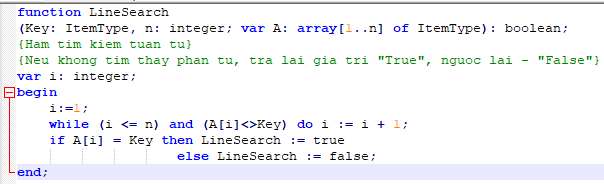 function LineSearch
(Key: ItemType, n: integer; var A: array[1..n] of ItemType): boolean;
{Ham tim kiem tuan tu}
{Neu khong tim thay phan tu, tra lai gia tri "True", nguoc lai - "False"}
var i: integer;
begin
i:=1;
while (i <= n) and (A[i]<>Key) do i := i + 1;
if A[i] = Key then LineSearch := true
else LineSearch := false;
end;